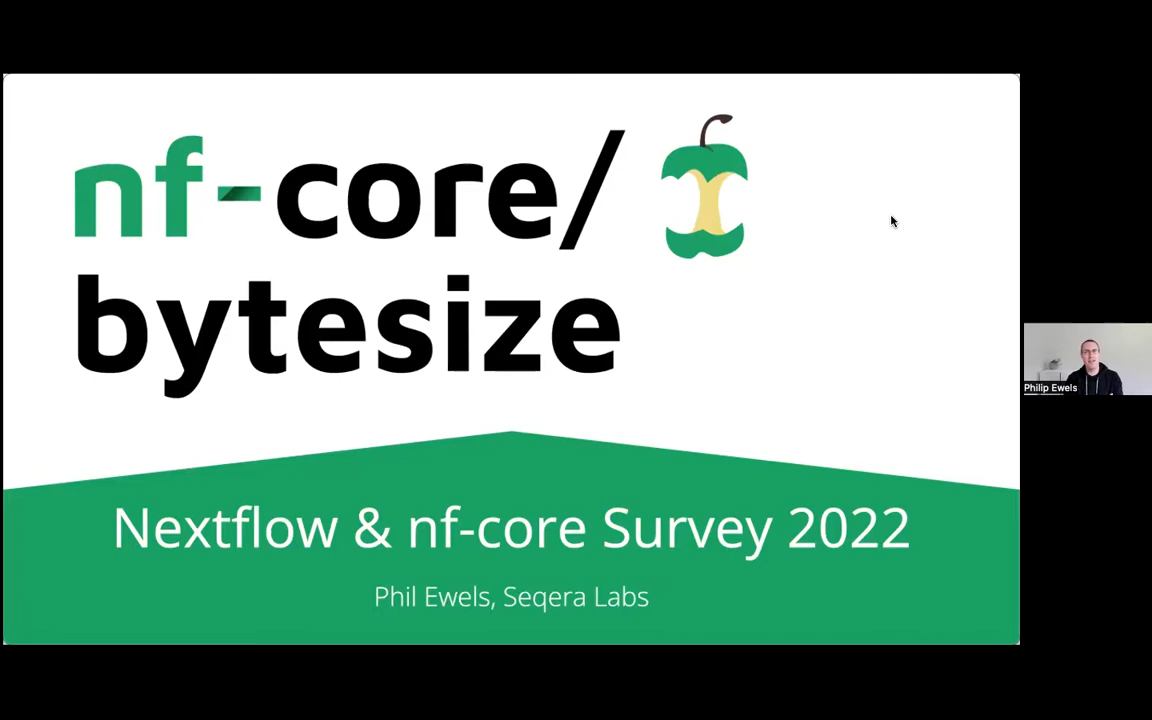 nf-core/
bytesize
Nextflow & nf-core Survey 2022
Phil Ewels, Seqera Labs
Philip Ewels